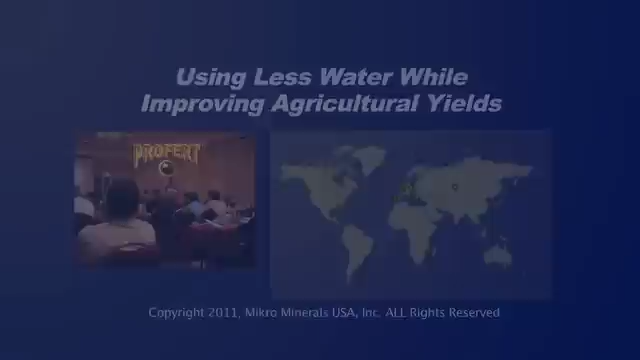 Using Less Water While
Improving Agricultural Yields
PROFERT
Copyright 2011, Mikro Minerals USA, Inc. ALL Rights Reserved